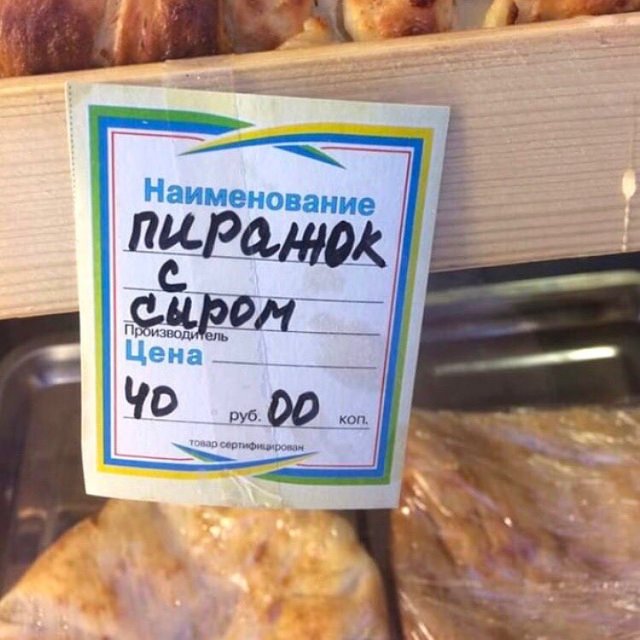 Наименование
пиражок
с
сыром
Производитель
Цена
40 руб. 00 коп.
товар сертифицирован